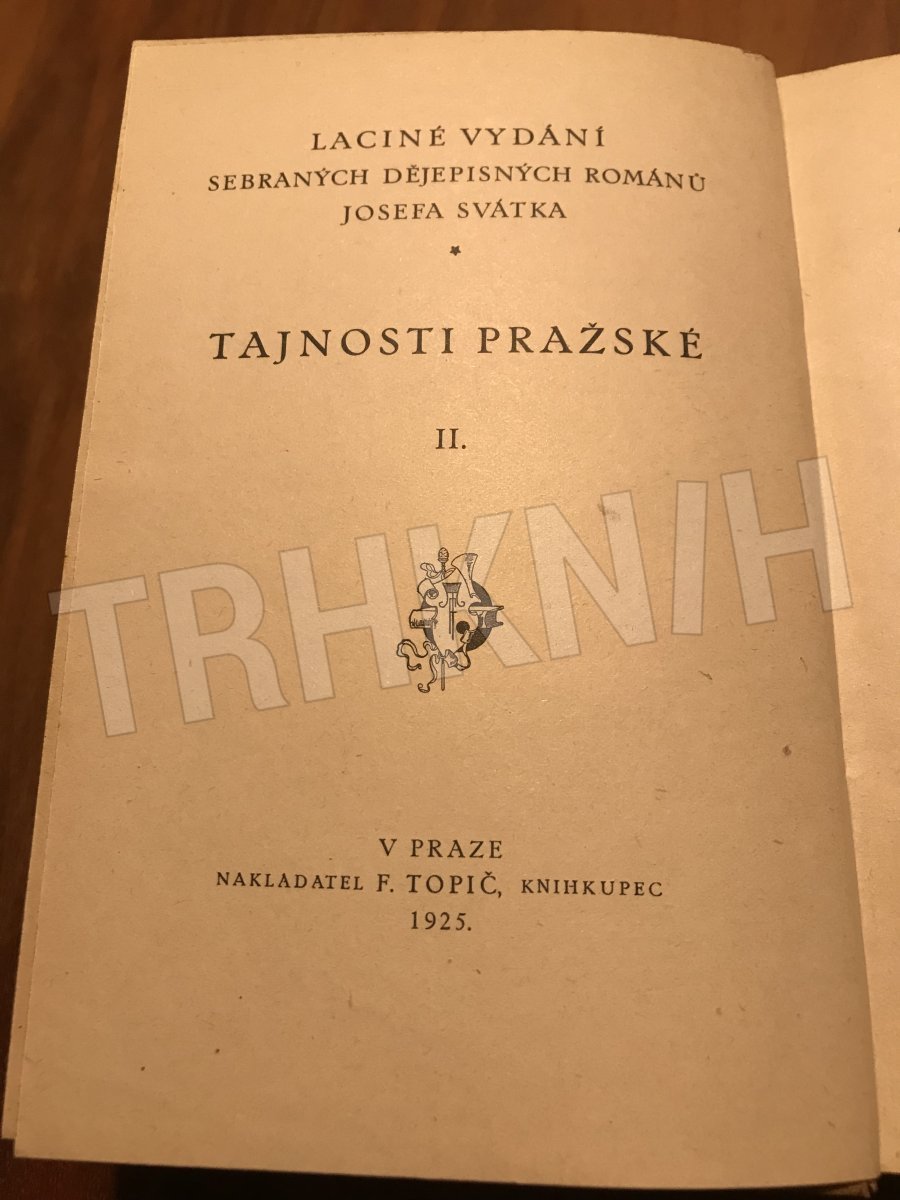 LACINÉ VYDÁNÍ
SEBRANÝCH DĚJEPISNÝCH ROMÁNŮ
JOSEFA SVÁTKA
*
TAJNOSTI PRAŽSKÉ
II.
TRHKNIH
V PRAZE
NAKLADATEL F. TOPIČ, KNIHKUPEC
1925.